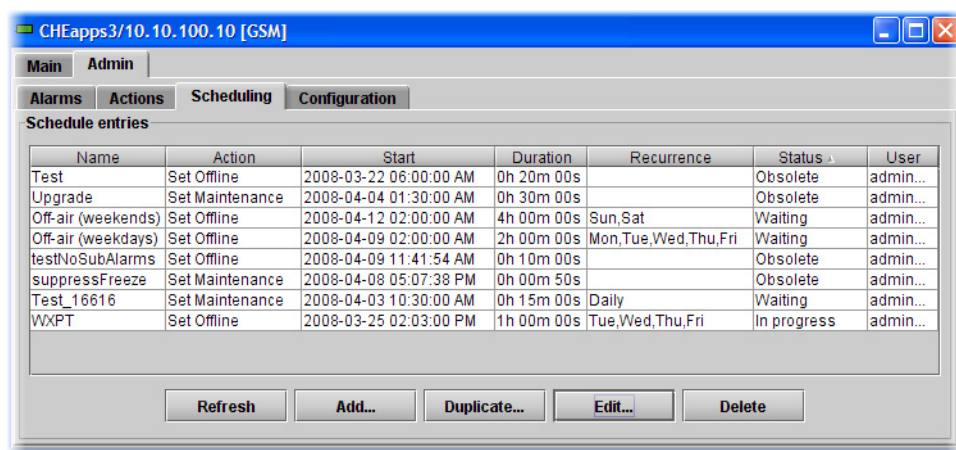 CHEapps3/10.10.100.10 [GSM]
Main Admin
Alarms Actions Scheduling Configuration
Schedule entries
Name Action Start Duration Recurrence Status User
Test Set Offline 2008-03-22 06:00:00 AM 0h 20m 00s Obsolete admin...
Upgrade Set Maintenance 2008-04-04 01:30:00 AM 0h 30m 00s Obsolete admin...
Off-air (weekends) Set Offline 2008-04-12 02:00:00 AM 4h 00m 00s Sun,Sat Waiting admin...
Off-air (weekdays) Set Offline 2008-04-09 02:00:00 AM 2h 00m 00s Mon,Tue,Wed,Thu,Fri Waiting admin...
testNoSubAlarms Set Offline 2008-04-09 11:41:54 AM 0h 10m 00s Obsolete admin...
suppressFreeze Set Maintenance 2008-04-08 05:07:38 PM 0h 00m 50s Obsolete admin...
Test_16616 Set Maintenance 2008-04-03 10:30:00 AM 0h 15m 00s Daily Waiting admin...
WXPT Set Offline 2008-03-25 02:03:00 PM 1h 00m 00s Tue,Wed,Thu,Fri In progress admin...
Refresh Add... Duplicate... Edit... Delete